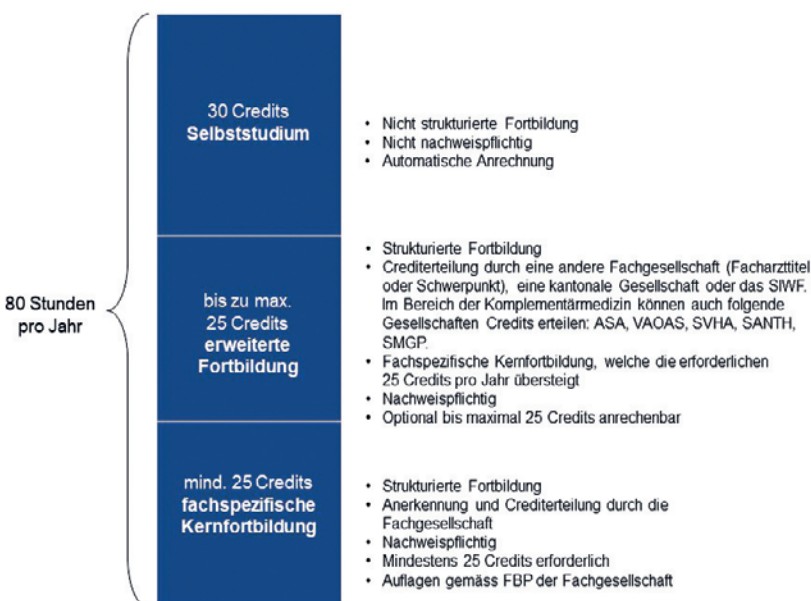 80 Stunden
pro Jahr
30 Credits
Selbststudium
• Nicht strukturierte Fortbildung
• Nicht nachweispflichtig
• Automatische Anrechnung
bis zu max.
25 Credits
erweiterte
Fortbildung
• Strukturierte Fortbildung
• Crediterteilung durch eine andere Fachgesellschaft (Facharzttitel
oder Schwerpunkt), eine kantonale Gesellschaft oder das SIWF.
Im Bereich der Komplementärmedizin können auch folgende
Gesellschaften Credits erteilen: ASA, VAOAS, SVHA, SANTH,
SMGP.
• Fachspezifische Kernfortbildung, welche die erforderlichen
25 Credits pro Jahr übersteigt
• Nachweispflichtig
• Optional bis maximal 25 Credits anrechenbar
mind. 25 Credits
fachspezifische
Kernfortbildung
• Strukturierte Fortbildung
• Anerkennung und Crediterteilung durch die
Fachgesellschaft
• Nachweispflichtig
• Mindestens 25 Credits erforderlich
• Auflagen gemäss FBP der Fachgesellschaft